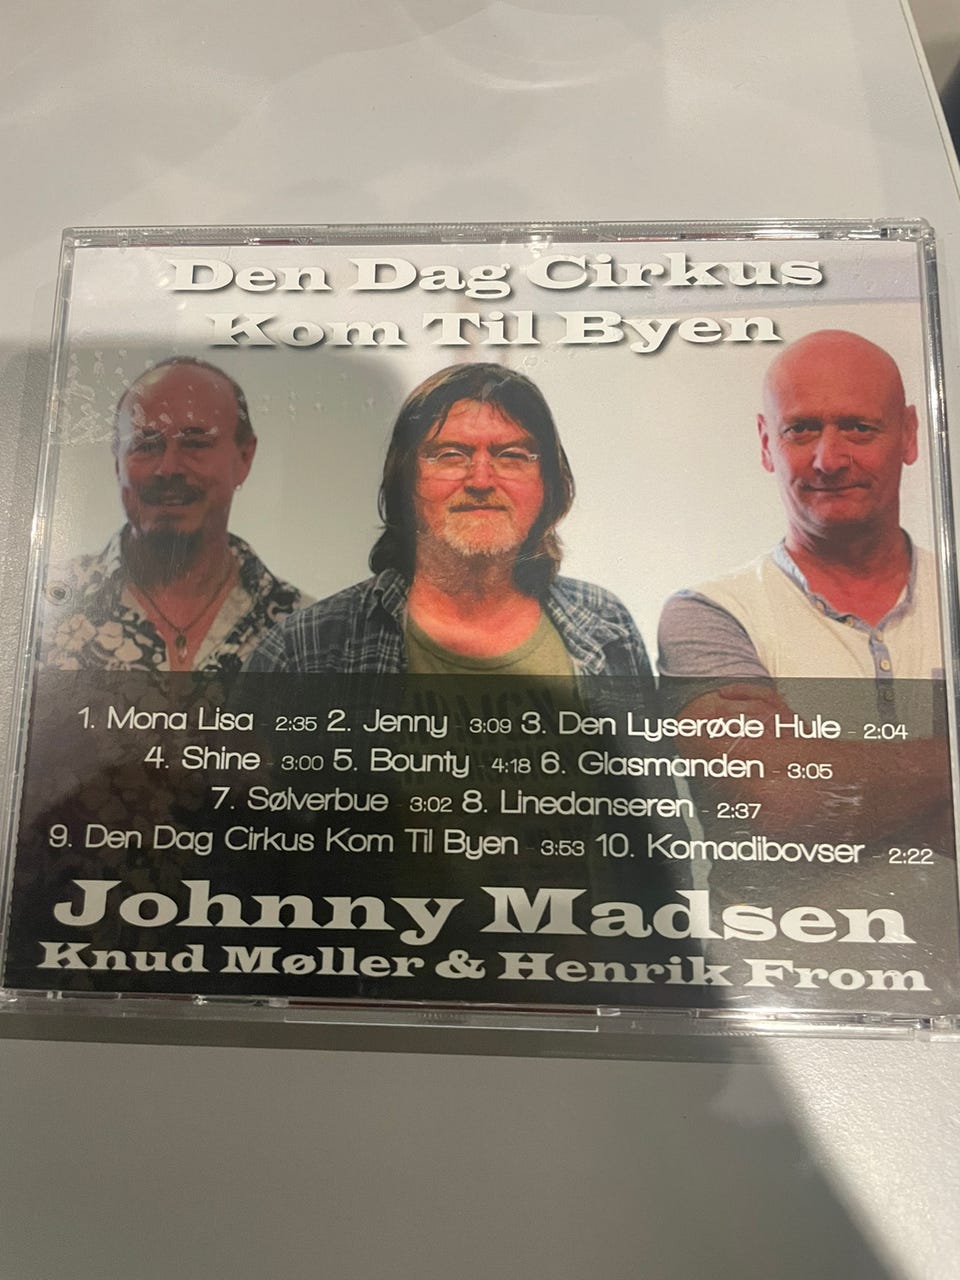 Den Dag Cirkus
Kom Til Byen
1. Mona Lisa - 2:35 2. Jenny - 3:09 3. Den Lyserøde Hule - 2:04
4. Shine - 3:00 5. Bounty - 4:18 6. Glasmanden - 3:05
7. Sølverbue - 3:02 8. Linedanseren - 2:37
9. Den Dag Cirkus Kom Til Byen - 3:53 10. Komadibovser - 2:22
Johnny Madsen
Knud Møller & Henrik From